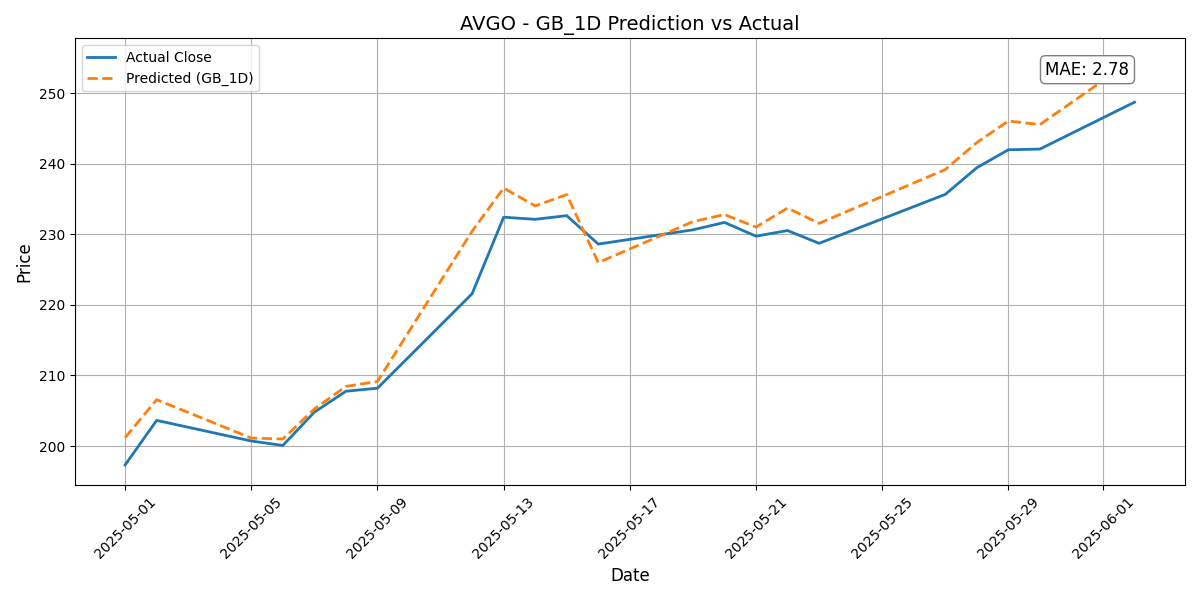 AVGO - GB_1D Prediction vs Actual
Actual Close
Predicted (GB_1D)
MAE: 2.78
Price
250
240
230
220
210
200
2025-05-01
2025-05-05
2025-05-09
2025-05-13
2025-05-17
2025-05-21
2025-05-25
2025-05-29
2025-06-01
Date